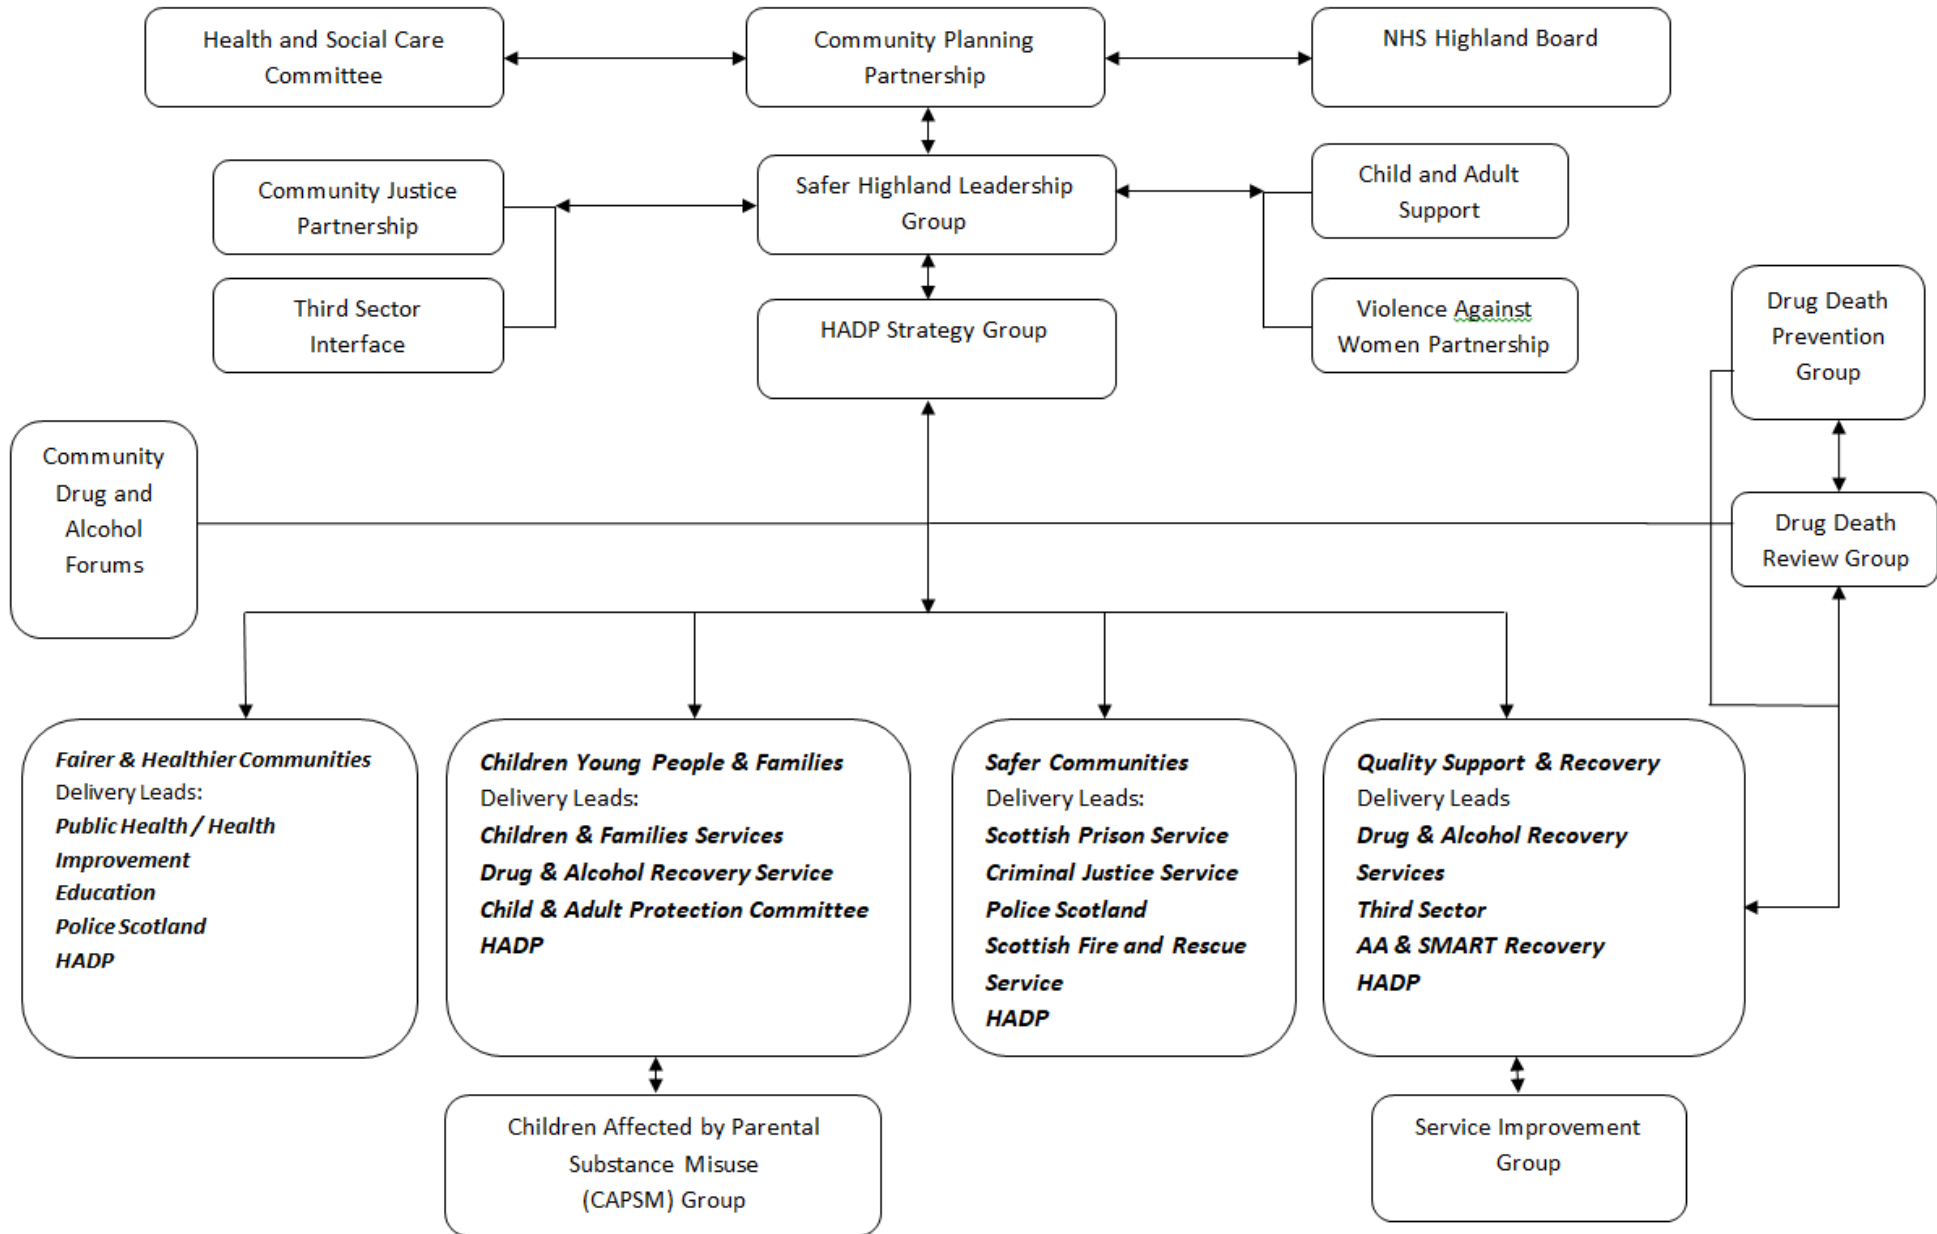 Health and Social Care
Committee
Community Planning
Partnership
NHS Highland Board
Community Justice
Partnership
Safer Highland Leadership
Group
Child and Adult
Support
Third Sector
Interface
HADP Strategy Group
Violence Against
Women Partnership
Drug Death
Prevention
Group
Community
Drug and
Alcohol
Forums
Drug Death
Review Group
Fairer & Healthier Communities
Delivery Leads:
Public Health / Health
Improvement
Education
Police Scotland
HADP
Children Young People & Families
Delivery Leads:
Children & Families Services
Drug & Alcohol Recovery Service
Child & Adult Protection Committee
HADP
Safer Communities
Delivery Leads:
Scottish Prison Service
Criminal Justice Service
Police Scotland
Scottish Fire and Rescue
Service
HADP
Quality Support & Recovery
Delivery Leads
Drug & Alcohol Recovery
Services
Third Sector
AA & SMART Recovery
HADP
Children Affected by Parental
Substance Misuse
(CAPSM) Group
Service Improvement
Group